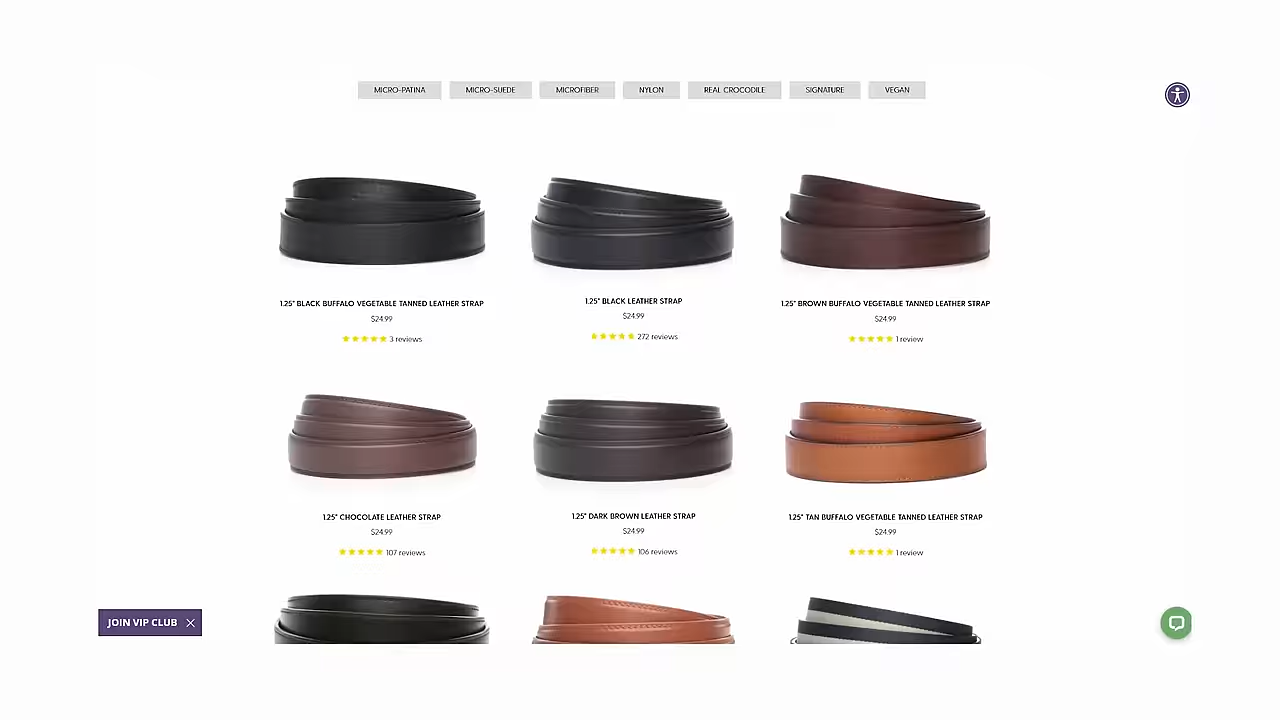 MICRO-PATINA
MICRO-SUEDE
MICROFIBER
NYLON
REAL CROCODILE
SIGNATURE
VEGAN
1.25" BLACK BUFFALO VEGETABLE TANNED LEATHER STRAP
$24.99
3 reviews
1.25" BLACK LEATHER STRAP
$24.99
272 reviews
1.25" BROWN BUFFALO VEGETABLE TANNED LEATHER STRAP
$24.99
1 review
1.25" CHOCOLATE LEATHER STRAP
$24.99
107 reviews
1.25" DARK BROWN LEATHER STRAP
$24.99
106 reviews
1.25" TAN BUFFALO VEGETABLE TANNED LEATHER STRAP
$24.99
1 review
JOIN VIP CLUB